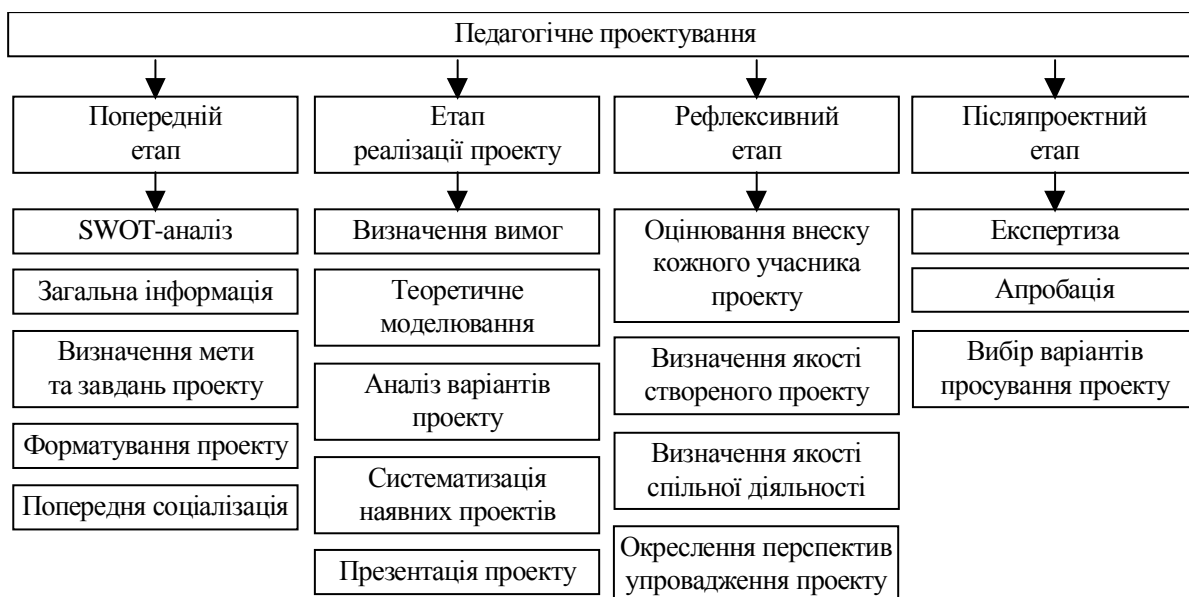 Педагогічне проектування
Попередній
етап
Етап
реалізації проекту
Рефлексивний
етап
Післяпроектний
етап
SWOT-аналіз
Загальна інформація
Визначення мети
та завдань проекту
Форматування проекту
Попередня соціалізація
Визначення вимог
Теоретичне
моделювання
Аналіз варіантів
проекту
Систематизація
наявних проектів
Презентація проекту
Оцінювання внеску
кожного учасника
проекту
Визначення якості
створеного проекту
Визначення якості
спільної діяльності
Окреслення перспектив
упровадження проекту
Експертиза
Апробація
Вибір варіантів
просування проекту